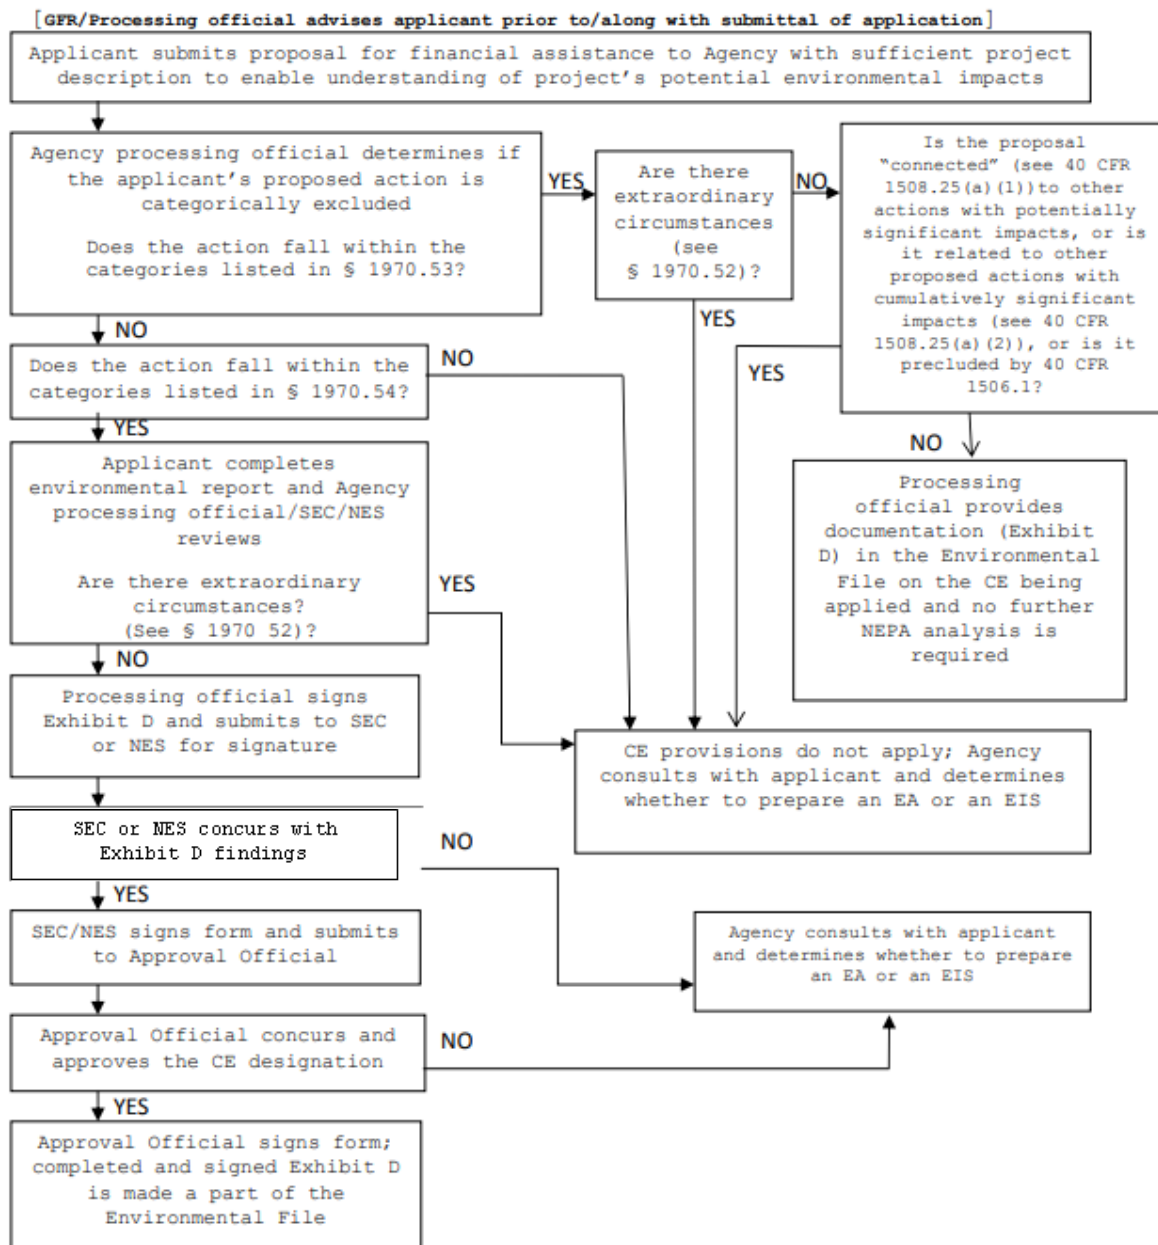 [GFR/Processing official advises applicant prior to/along with submittal of application]
Applicant submits proposal for financial assistance to Agency with sufficient project
description to enable understanding of project's potential environmental impacts
Agency processing official determines if
the applicant's proposed action is
categorically excluded
Does the action fall within the
categories listed in § 1970.53?
YES
Are there
extraordinary
circumstances
(see
§ 1970.52)?
NO
Is the proposal
"connected" (see 40 CFR
1508.25(a)(1))to other
actions with potentially
significant impacts, or is
it related to other
proposed actions with
cumulatively significant
impacts (see 40 CFR
1508.25(a)(2)), or is it
precluded by 40 CFR
1506.1?
NO
YES
YES
Does the action fall within the
categories listed in § 1970.54?
NO
YES
NO
Applicant completes
environmental report and Agency
processing official/SEC/NES
reviews
Are there extraordinary
circumstances?
(See § 1970 52)?
YES
Processing
official provides
documentation (Exhibit
D) in the Environmental
File on the CE being
applied and no further
NEPA analysis is
required
NO
Processing official signs
Exhibit D and submits to SEC
or NES for signature
CE provisions do not apply; Agency
consults with applicant and determines
whether to prepare an EA or an EIS
SEC or NES concurs with
Exhibit D findings
NO
YES
SEC/NES signs form and submits
to Approval Official
Agency consults with applicant
and determines whether to prepare
an EA or an EIS
Approval Official concurs and
approves the CE designation
NO
YES
Approval Official signs form;
completed and signed Exhibit D
is made a part of the
Environmental File